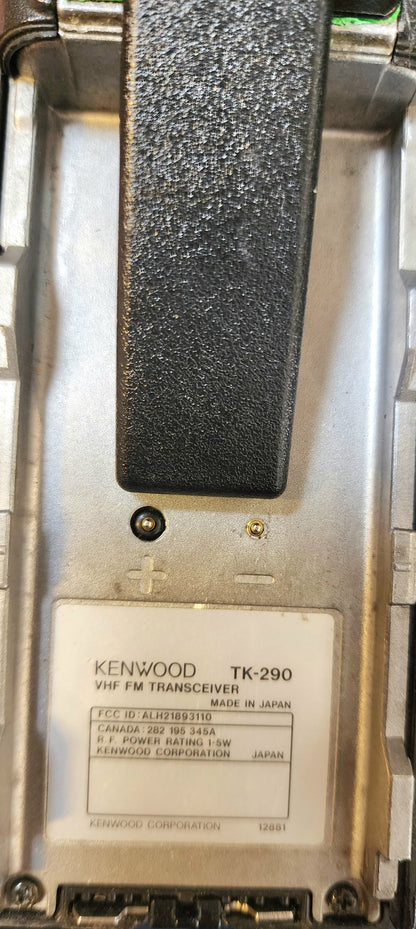 + −
KENWOOD TK-290
VHF FM TRANSCEIVER
MADE IN JAPAN
FCC ID: ALH21893110
CANADA: 282 195 345A
R.F. POWER RATING 1-5W
KENWOOD CORPORATION JAPAN
KENWOOD CORPORATION 12881